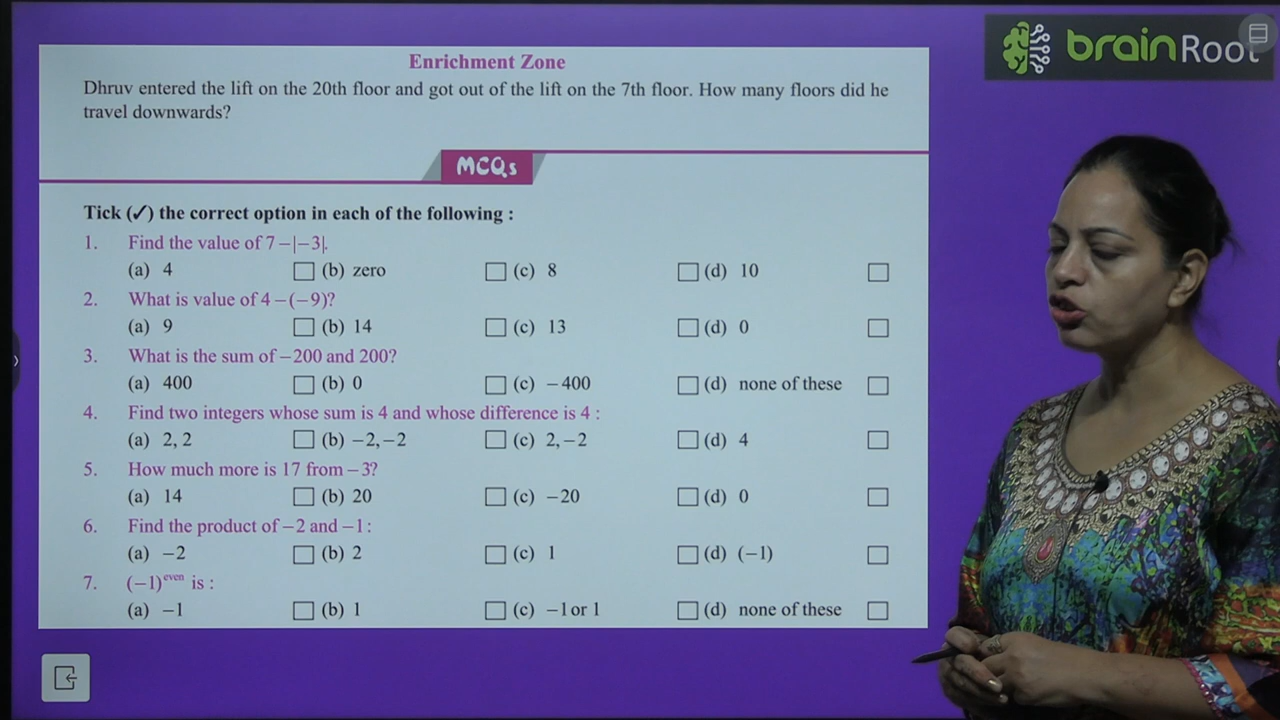 brainRoot
Enrichment Zone
Dhruv entered the lift on the 20th floor and got out of the lift on the 7th floor. How many floors did he
travel downwards?
MCQs
Tick (✓) the correct option in each of the following :
1. Find the value of 7–|–3|.
(a) 4 □ (b) zero □ (c) 8 □ (d) 10 □
2. What is value of 4–(–9)?
(a) 9 □ (b) 14 □ (c) 13 □ (d) 0 □
3. What is the sum of –200 and 200?
(a) 400 □ (b) 0 □ (c) –400 □ (d) none of these □
4. Find two integers whose sum is 4 and whose difference is 4 :
(a) 2, 2 □ (b) –2,–2 □ (c) 2,–2 □ (d) 4 □
5. How much more is 17 from –3?
(a) 14 □ (b) 20 □ (c) –20 □ (d) 0 □
6. Find the product of –2 and –1:
(a) –2 □ (b) 2 □ (c) 1 □ (d) (–1) □
7. (–1)^even is :
(a) –1 □ (b) 1 □ (c) –1 or 1 □ (d) none of these □